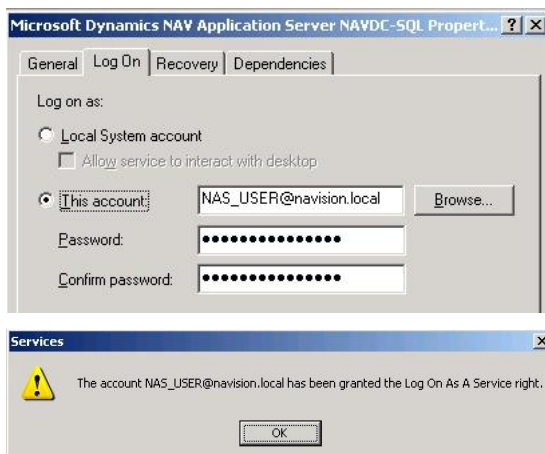 Microsoft Dynamics NAV Application Server NAVDC-SQL Propert...
General Log On Recovery Dependencies
Log on as:
Local System account
Allow service to interact with desktop
This account: NAS_USER@navision.local Browse...
Password: •••••••••••••••
Confirm password: •••••••••••••••
Services
The account NAS_USER@navision.local has been granted the Log On As A Service right.
OK